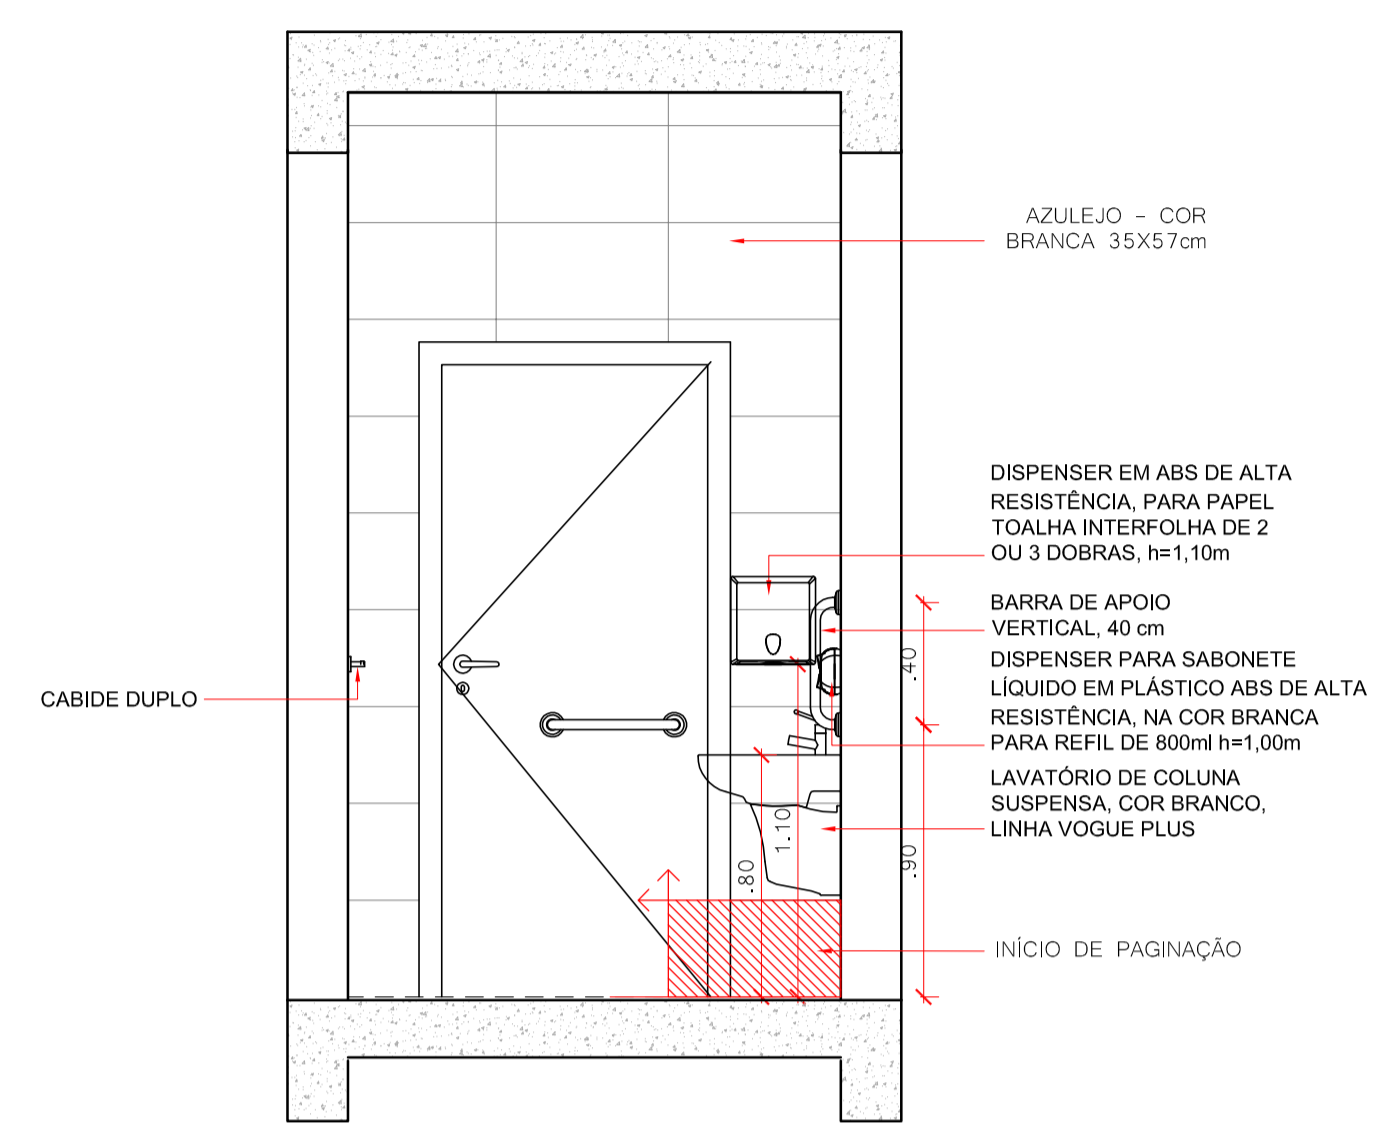 AZULEJO - COR
BRANCA 35X57cm
DISPENSER EM ABS DE ALTA
RESISTÊNCIA, PARA PAPEL
TOALHA INTERFOLHA DE 2
OU 3 DOBRAS, h=1,10m
BARRA DE APOIO
VERTICAL, 40 cm
.40
DISPENSER PARA SABONETE
LÍQUIDO EM PLÁSTICO ABS DE ALTA
RESISTÊNCIA, NA COR BRANCA
PARA REFIL DE 800ml h=1,00m
CABIDE DUPLO
LAVATÓRIO DE COLUNA
SUSPENSA, COR BRANCO,
LINHA VOGUE PLUS
1.10
.80
.90
INÍCIO DE PAGINAÇÃO